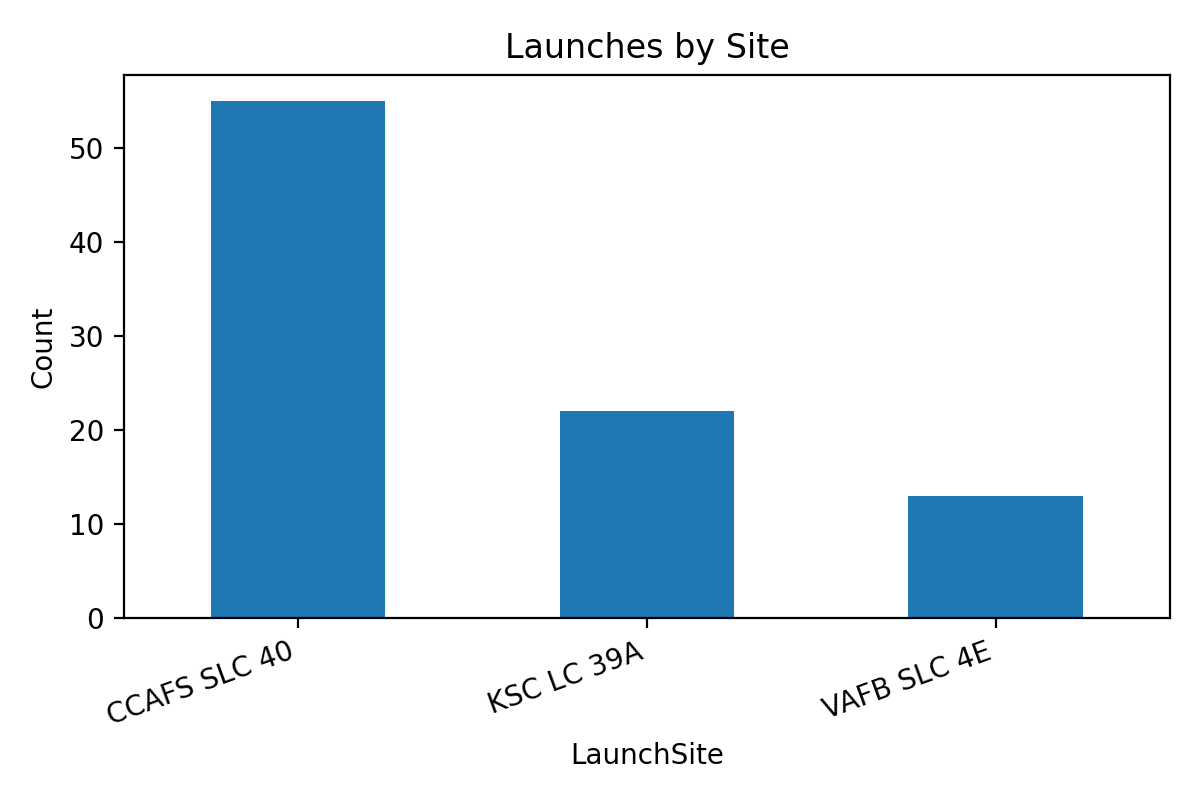 Launches by Site
Count
50
40
30
20
10
0
CCAFS SLC 40
KSC LC 39A
VAFB SLC 4E
LaunchSite